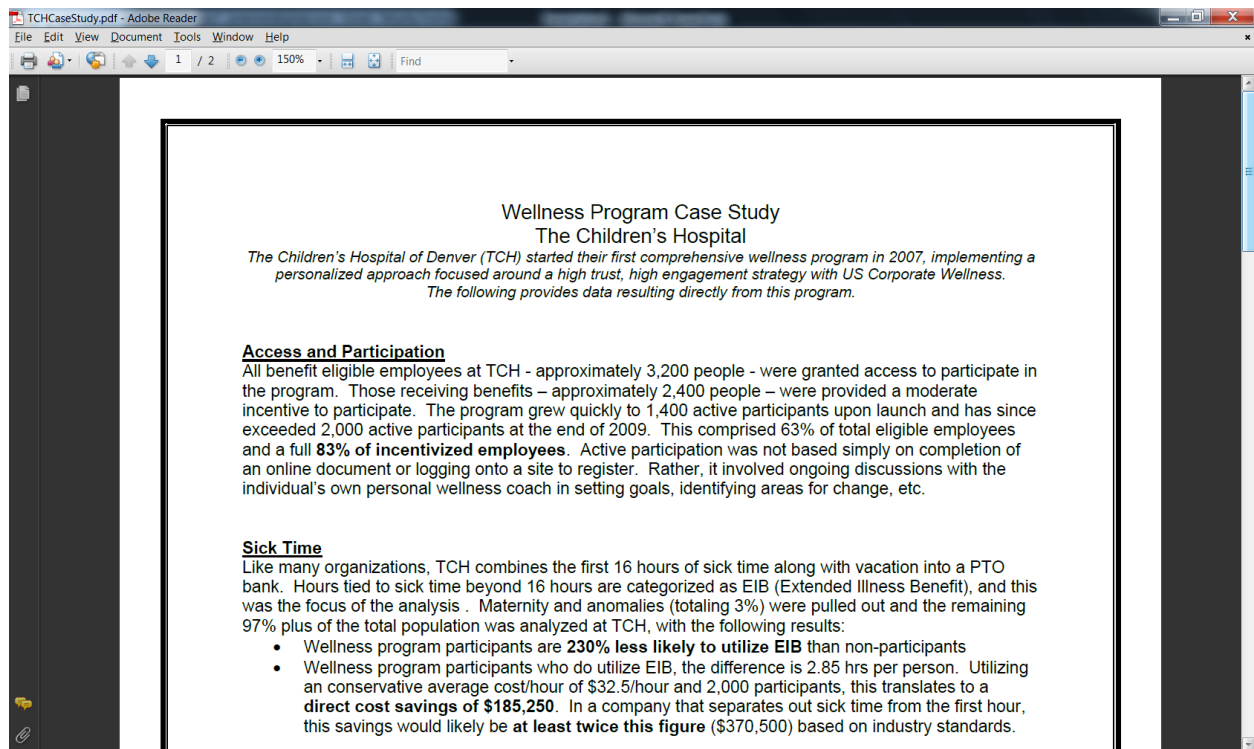 TCHCaseStudy.pdf - Adobe Reader
File Edit View Document Tools Window Help
1 / 2 150% Find
Wellness Program Case Study
The Children's Hospital
The Children's Hospital of Denver (TCH) started their first comprehensive wellness program in 2007, implementing a
personalized approach focused around a high trust, high engagement strategy with US Corporate Wellness.
The following provides data resulting directly from this program.
Access and Participation
All benefit eligible employees at TCH - approximately 3,200 people - were granted access to participate in
the program. Those receiving benefits – approximately 2,400 people – were provided a moderate
incentive to participate. The program grew quickly to 1,400 active participants upon launch and has since
exceeded 2,000 active participants at the end of 2009. This comprised 63% of total eligible employees
and a full 83% of incentivized employees. Active participation was not based simply on completion of
an online document or logging onto a site to register. Rather, it involved ongoing discussions with the
individual's own personal wellness coach in setting goals, identifying areas for change, etc.
Sick Time
Like many organizations, TCH combines the first 16 hours of sick time along with vacation into a PTO
bank. Hours tied to sick time beyond 16 hours are categorized as EIB (Extended Illness Benefit), and this
was the focus of the analysis . Maternity and anomalies (totaling 3%) were pulled out and the remaining
97% plus of the total population was analyzed at TCH, with the following results:
• Wellness program participants are 230% less likely to utilize EIB than non-participants
• Wellness program participants who do utilize EIB, the difference is 2.85 hrs per person. Utilizing
an conservative average cost/hour of $32.5/hour and 2,000 participants, this translates to a
direct cost savings of $185,250. In a company that separates out sick time from the first hour,
this savings would likely be at least twice this figure ($370,500) based on industry standards.